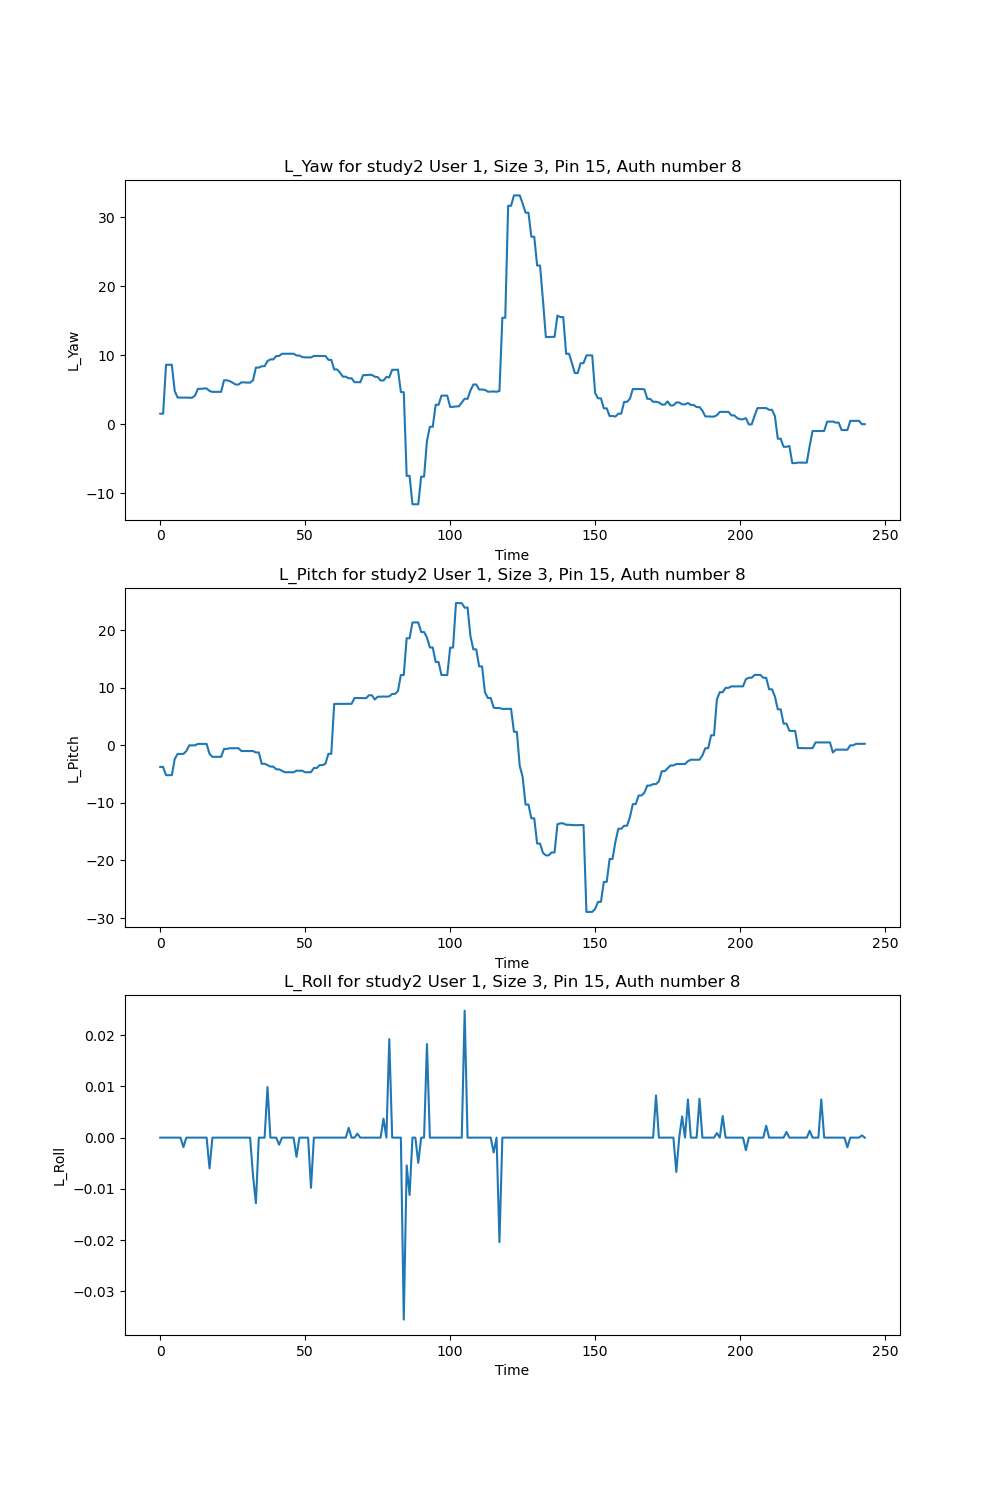 L_Yaw for study2 User 1, Size 3, Pin 15, Auth number 8
30
20
10
0
−10
L_Yaw
0 50 100 150 200 250
Time
L_Pitch for study2 User 1, Size 3, Pin 15, Auth number 8
20
10
0
−10
−20
−30
L_Pitch
0 50 100 150 200 250
Time
L_Roll for study2 User 1, Size 3, Pin 15, Auth number 8
0.02
0.01
0.00
−0.01
−0.02
−0.03
L_Roll
0 50 100 150 200 250
Time